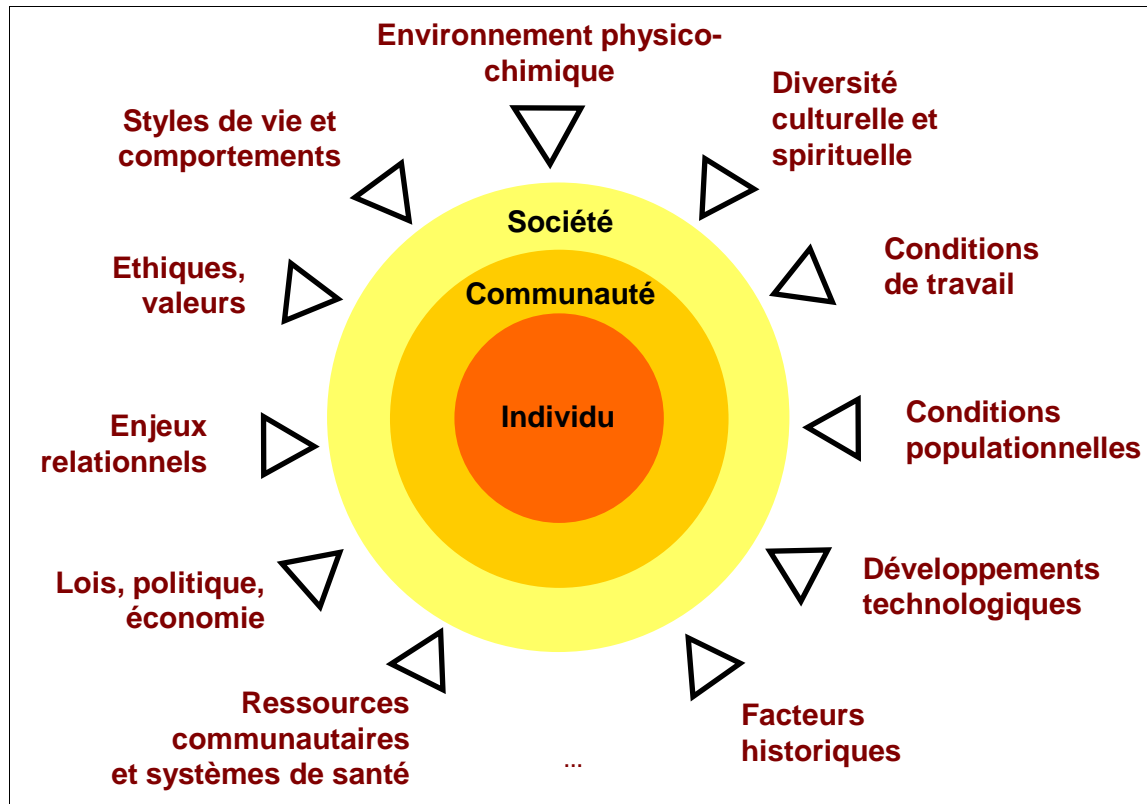 Environnement physico-
chimique
Diversité
culturelle et
spirituelle
Styles de vie et
comportements
Société
Conditions
de travail
Ethiques,
valeurs
Communauté
Individu
Conditions
populationnelles
Enjeux
relationnels
Développements
technologiques
Lois, politique,
économie
Ressources
communautaires
et systèmes de santé
Facteurs
historiques
...